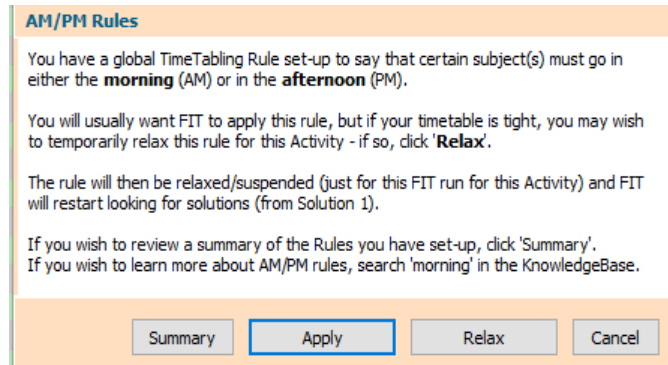 AM/PM Rules
You have a global TimeTabling Rule set-up to say that certain subject(s) must go in
either the morning (AM) or in the afternoon (PM).
You will usually want FIT to apply this rule, but if your timetable is tight, you may wish
to temporarily relax this rule for this Activity - if so, click 'Relax'.
The rule will then be relaxed/suspended (just for this FIT run for this Activity) and FIT
will restart looking for solutions (from Solution 1).
If you wish to review a summary of the Rules you have set-up, click 'Summary'.
If you wish to learn more about AM/PM rules, search 'morning' in the KnowledgeBase.
Summary Apply Relax Cancel